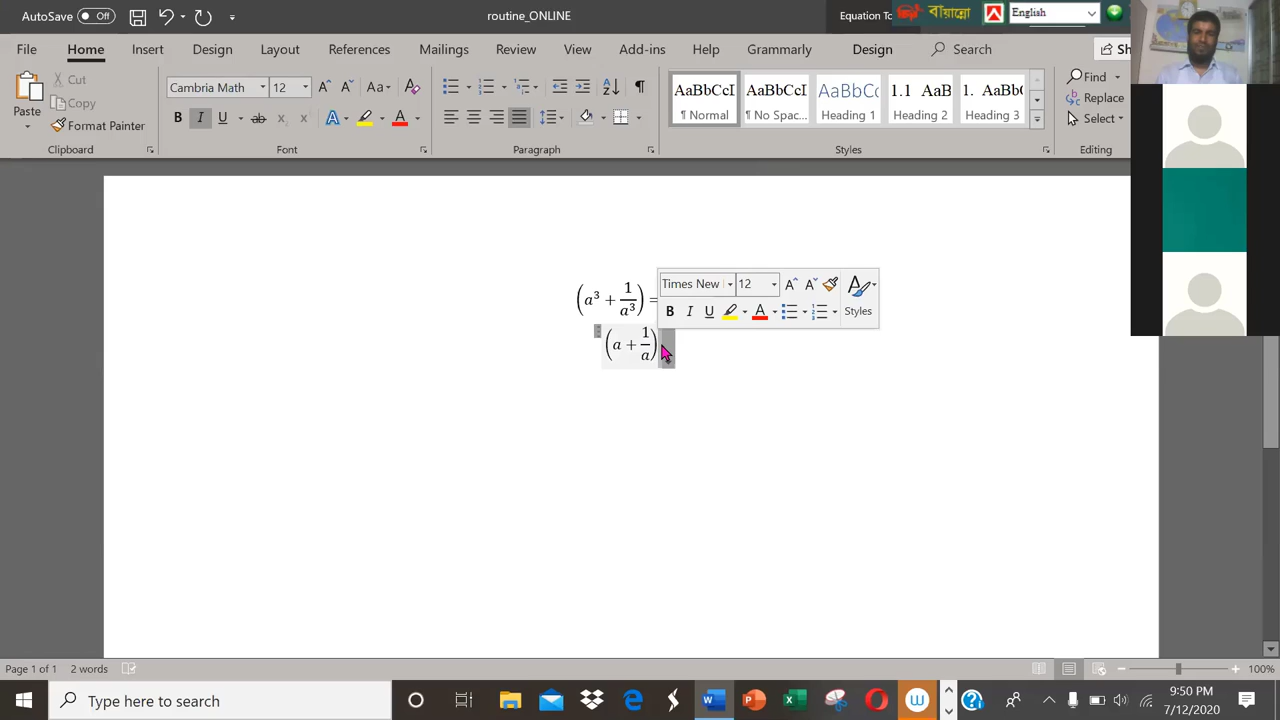 AutoSave Off
routine_ONLINE
Equation To
বায়ান্নো
English
File Home Insert Design Layout References Mailings Review View Add-ins Help Grammarly Design Search Sh
Paste
Cut
Copy
Format Painter
Cambria Math 12 Aa
B I U ab x x A A
AaBbCcI AaBbCcI AaBbCc 1.1 AaB 1. AaBb(
¶ Normal ¶ No Spac... Heading 1 Heading 2 Heading 3
Find
Replace
Select
Clipboard Font Paragraph Styles Editing
(a³ + 1/a³) =
Times New 12 A A
B I U A Styles
(a + 1/a)
Page 1 of 1 2 words
100%
Type here to search
9:50 PM
7/12/2020